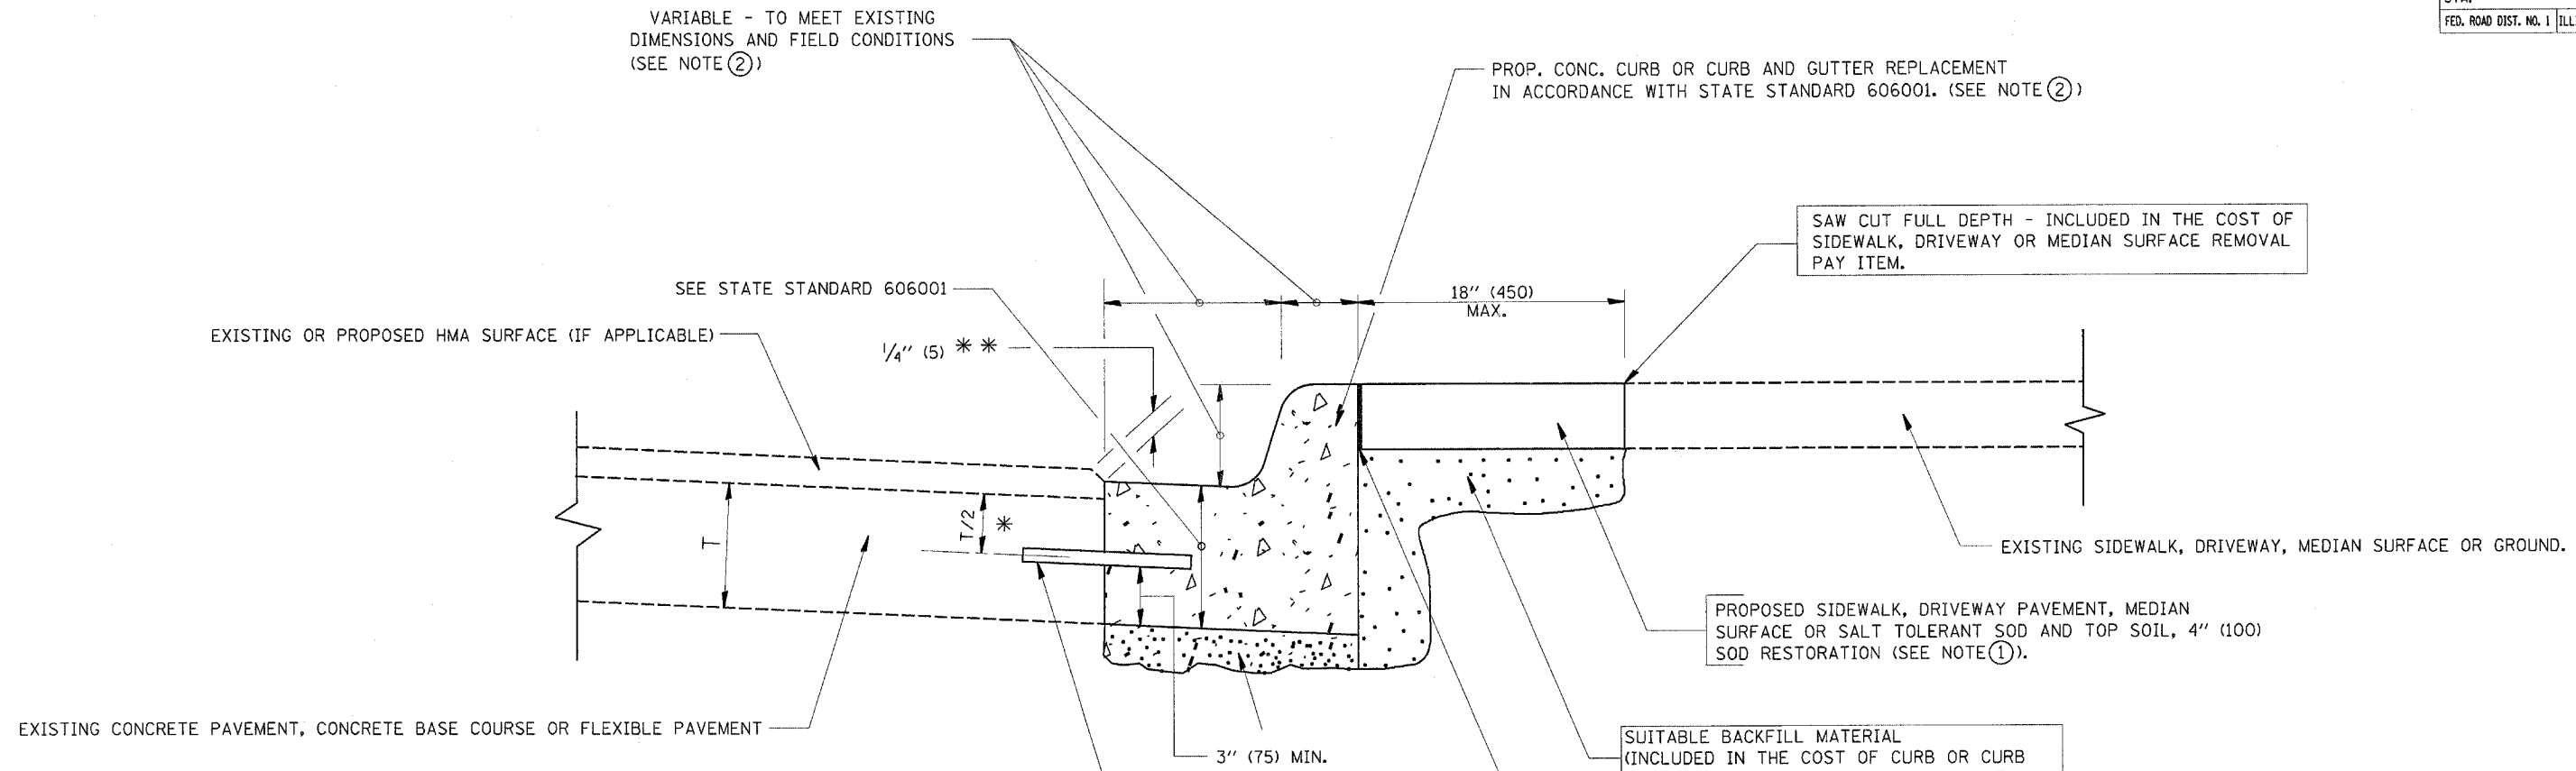 FED. ROAD DIST. NO. 1
VARIABLE - TO MEET EXISTING
DIMENSIONS AND FIELD CONDITIONS
(SEE NOTE 2)
PROP. CONC. CURB OR CURB AND GUTTER REPLACEMENT
IN ACCORDANCE WITH STATE STANDARD 606001. (SEE NOTE 2)
SAW CUT FULL DEPTH - INCLUDED IN THE COST OF
SIDEWALK, DRIVEWAY OR MEDIAN SURFACE REMOVAL
PAY ITEM.
SEE STATE STANDARD 606001
18" (450)
MAX.
EXISTING OR PROPOSED HMA SURFACE (IF APPLICABLE)
1/4" (5) * *
T
T/2 *
EXISTING SIDEWALK, DRIVEWAY, MEDIAN SURFACE OR GROUND.
PROPOSED SIDEWALK, DRIVEWAY PAVEMENT, MEDIAN
SURFACE OR SALT TOLERANT SOD AND TOP SOIL, 4" (100)
SOD RESTORATION (SEE NOTE 1).
EXISTING CONCRETE PAVEMENT, CONCRETE BASE COURSE OR FLEXIBLE PAVEMENT
3" (75) MIN.
SUITABLE BACKFILL MATERIAL
(INCLUDED IN THE COST OF CURB OR CURB